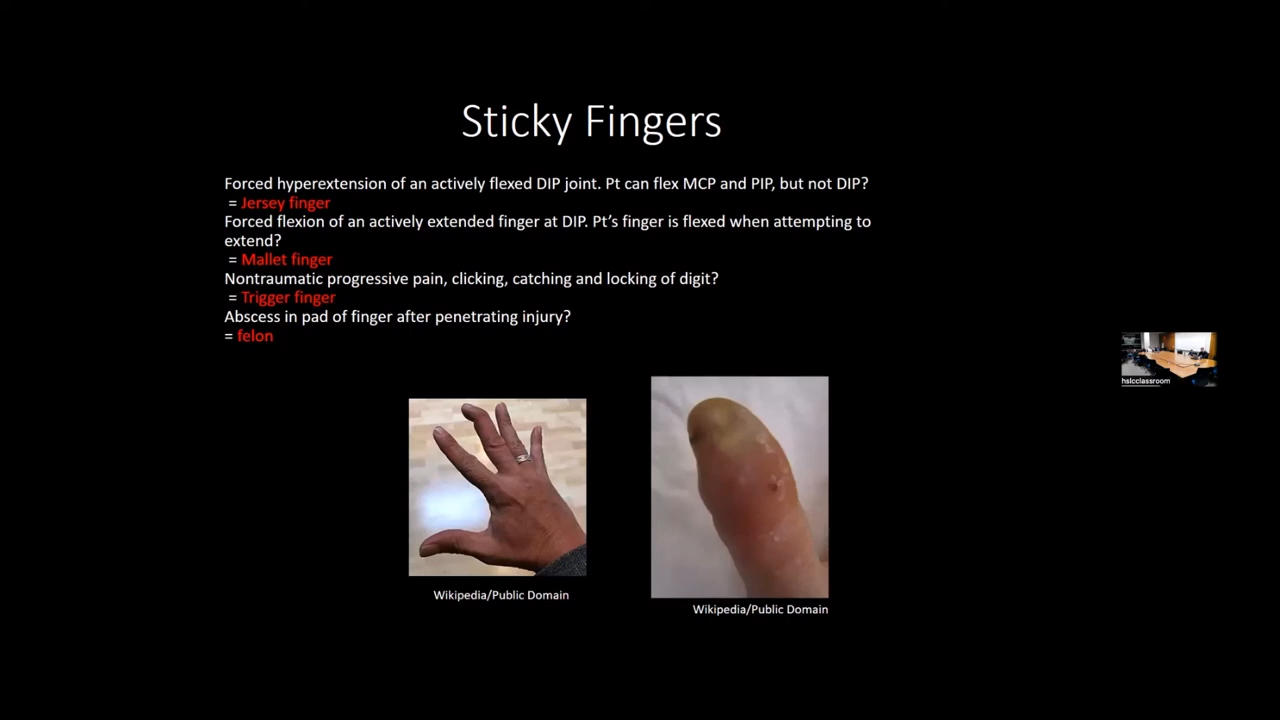 Sticky Fingers
Forced hyperextension of an actively flexed DIP joint. Pt can flex MCP and PIP, but not DIP?
= Jersey finger
Forced flexion of an actively extended finger at DIP. Pt’s finger is flexed when attempting to
extend?
= Mallet finger
Nontraumatic progressive pain, clicking, catching and locking of digit?
= Trigger finger
Abscess in pad of finger after penetrating injury?
= felon
hslcclassroom
Wikipedia/Public Domain
Wikipedia/Public Domain